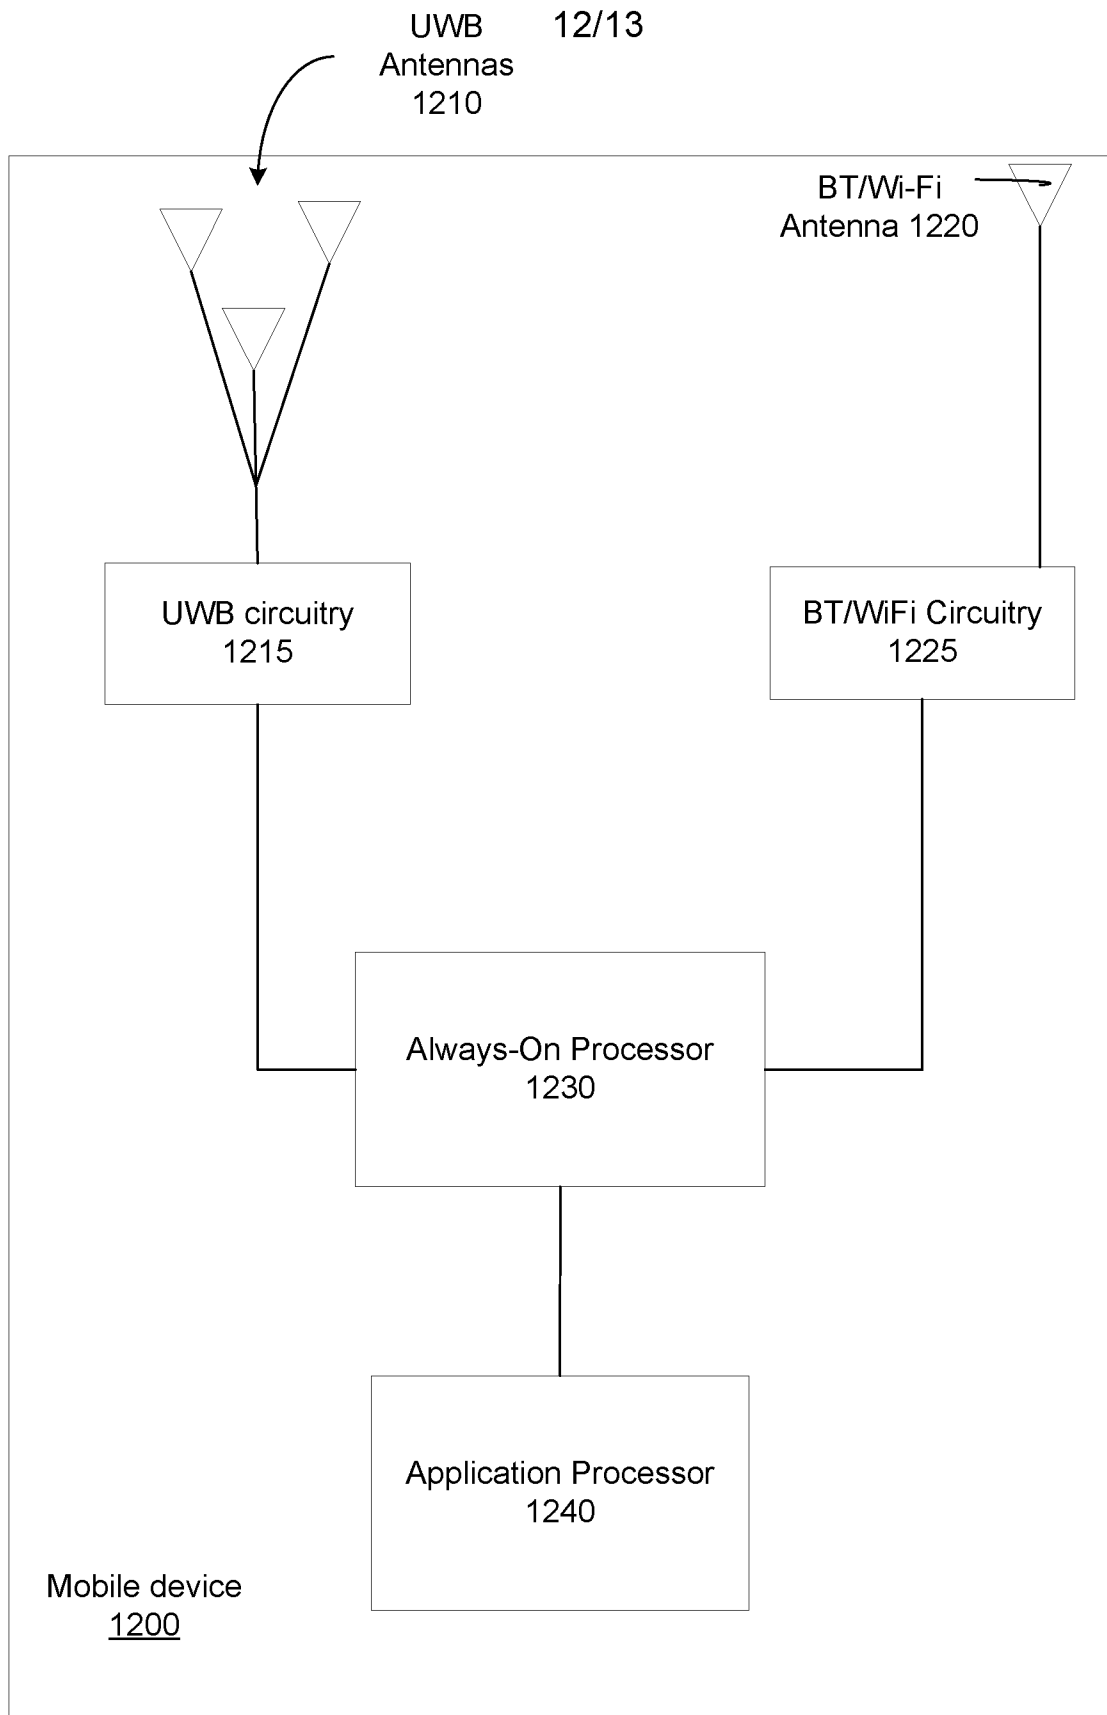 UWB
Antennas
1210
12/13
BT/Wi-Fi
Antenna 1220
UWB circuitry
1215
BT/WiFi Circuitry
1225
Always-On Processor
1230
Application Processor
1240
Mobile device
1200